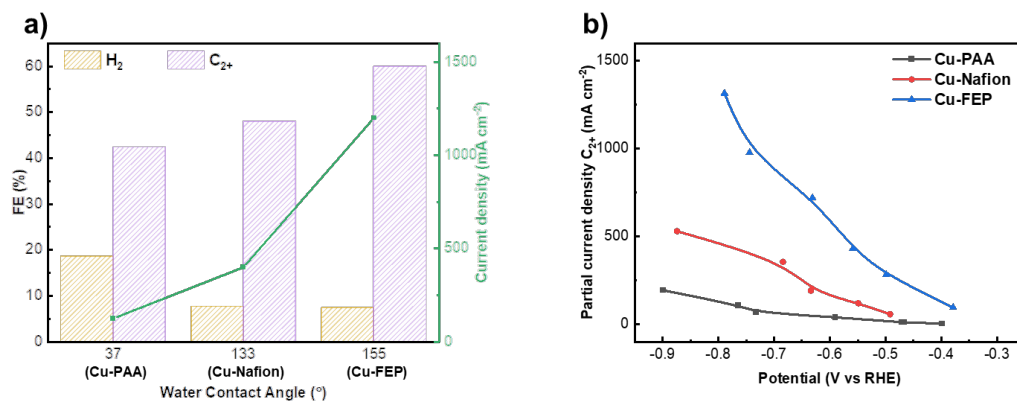 a)
H₂
C₂₊
60
50
40
30
20
10
0
FE (%)
1500
1000
500
0
Current density (mA cm⁻²)
37
133
155
(Cu-PAA)
(Cu-Nafion)
(Cu-FEP)
Water Contact Angle (°)
b)
Cu-PAA
Cu-Nafion
Cu-FEP
1500
1000
500
0
Partial current density C₂₊ (mA cm⁻²)
-0.9
-0.8
-0.7
-0.6
-0.5
-0.4
-0.3
Potential (V vs RHE)